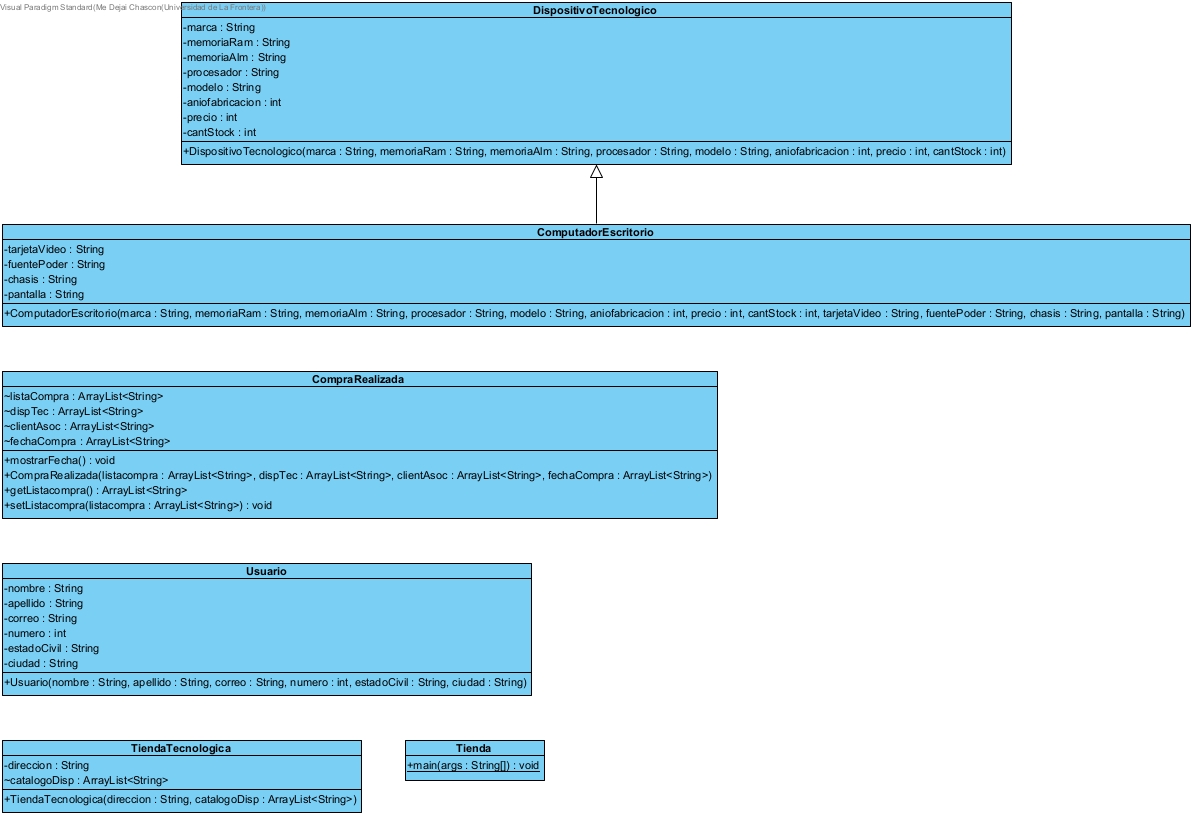 Visual Paradigm Standard(Me Dejai Chascon(Universidad de La Frontera))
DispositivoTecnologico
-marca : String
-memoriaRam : String
-memoriaAlm : String
-procesador : String
-modelo : String
-aniofabricacion : int
-precio : int
-cantStock : int
+DispositivoTecnologico(marca : String, memoriaRam : String, memoriaAlm : String, procesador : String, modelo : String, aniofabricacion : int, precio : int, cantStock : int)
ComputadorEscritorio
-tarjetaVideo : String
-fuentePoder : String
-chasis : String
-pantalla : String
+ComputadorEscritorio(marca : String, memoriaRam : String, memoriaAlm : String, procesador : String, modelo : String, aniofabricacion : int, precio : int, cantStock : int, tarjetaVideo : String, fuentePoder : String, chasis : String, pantalla : String)
CompraRealizada
~listaCompra : ArrayList<String>
~dispTec : ArrayList<String>
~clientAsoc : ArrayList<String>
~fechaCompra : ArrayList<String>
+mostrarFecha() : void
+CompraRealizada(listacompra : ArrayList<String>, dispTec : ArrayList<String>, clientAsoc : ArrayList<String>, fechaCompra : ArrayList<String>)
+getListacompra() : ArrayList<String>
+setListacompra(listacompra : ArrayList<String>) : void
Usuario
-nombre : String
-apellido : String
-correo : String
-numero : int
-estadoCivil : String
-ciudad : String
+Usuario(nombre : String, apellido : String, correo : String, numero : int, estadoCivil : String, ciudad : String)
TiendaTecnologica
-direccion : String
~catalogoDisp : ArrayList<String>
+TiendaTecnologica(direccion : String, catalogoDisp : ArrayList<String>)
Tienda
+main(args : String[]) : void